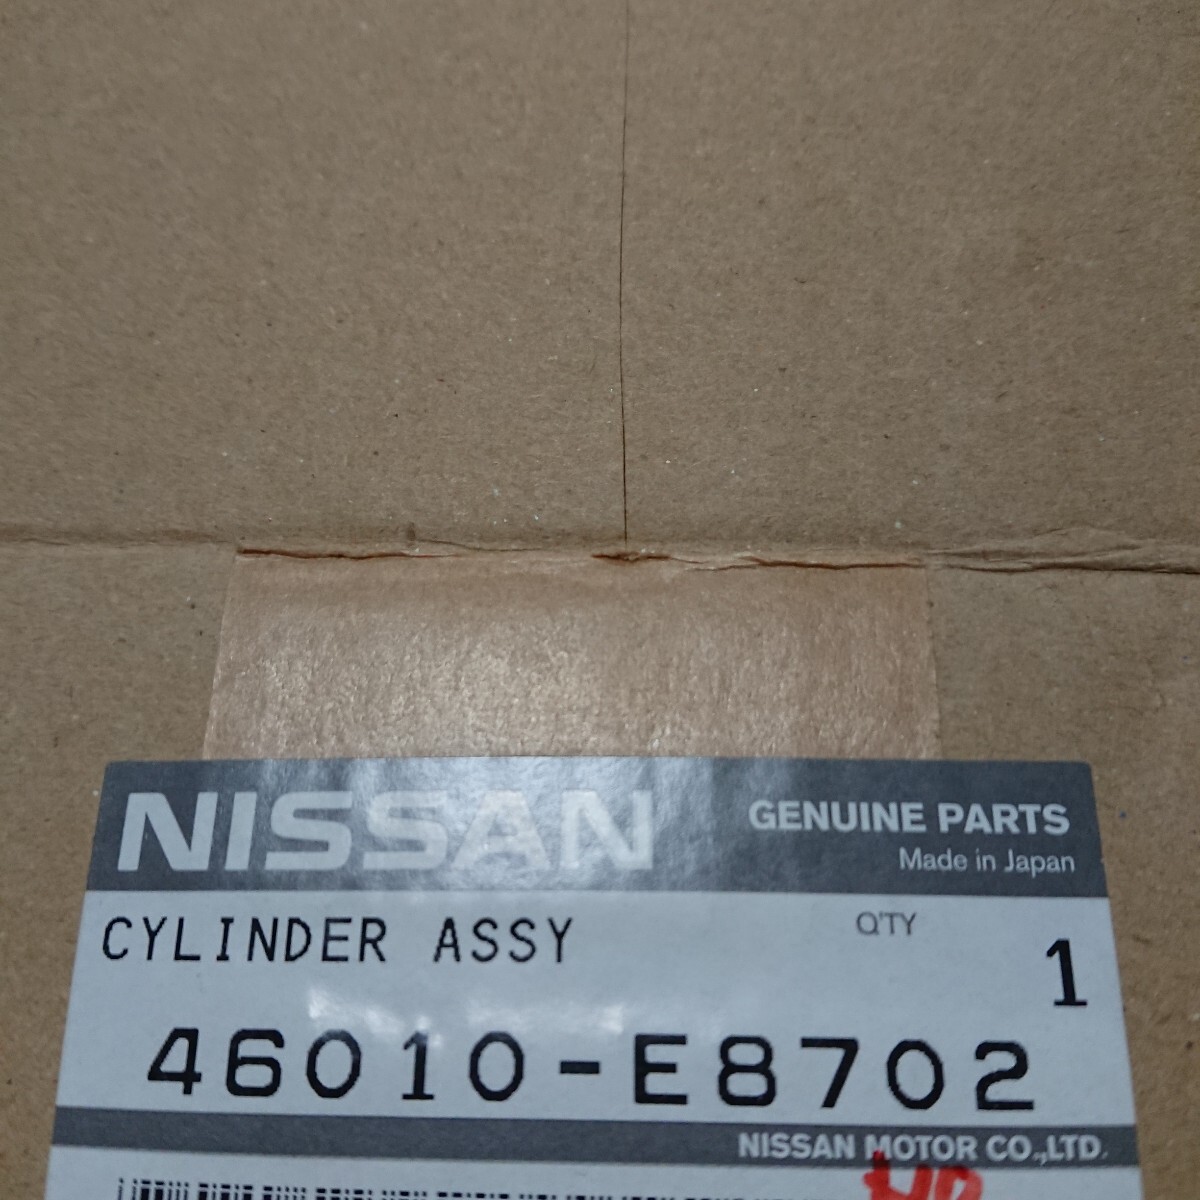 NISSAN GENUINE PARTS
Made in Japan
CYLINDER ASSY Q'TY 1
46010-E8702
NISSAN MOTOR CO.,LTD.